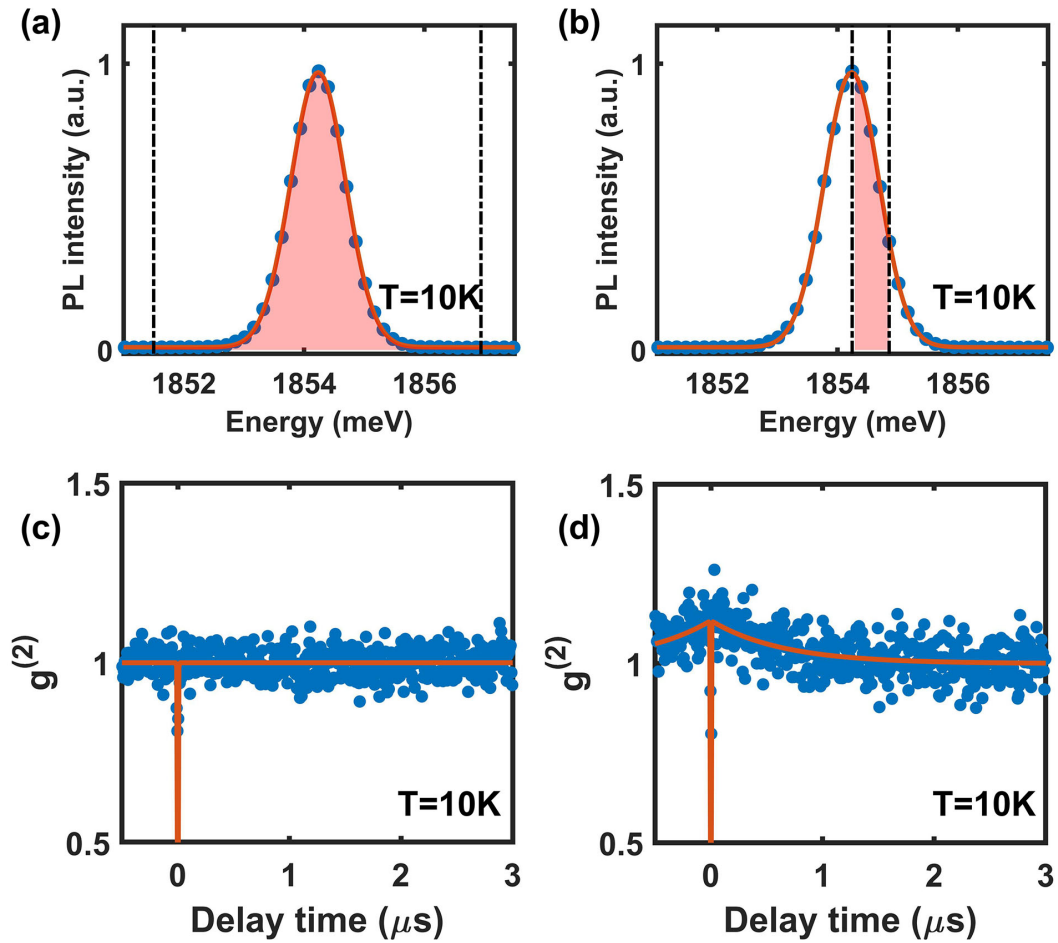 (a)
PL intensity (a.u.)
1
0
T=10K
1852 1854 1856
Energy (meV)
(b)
PL intensity (a.u.)
1
0
T=10K
1852 1854 1856
Energy (meV)
(c)
g(2)
1.5
1
0.5
T=10K
0 1 2 3
Delay time (μs)
(d)
g(2)
1.5
1
0.5
T=10K
0 1 2 3
Delay time (μs)